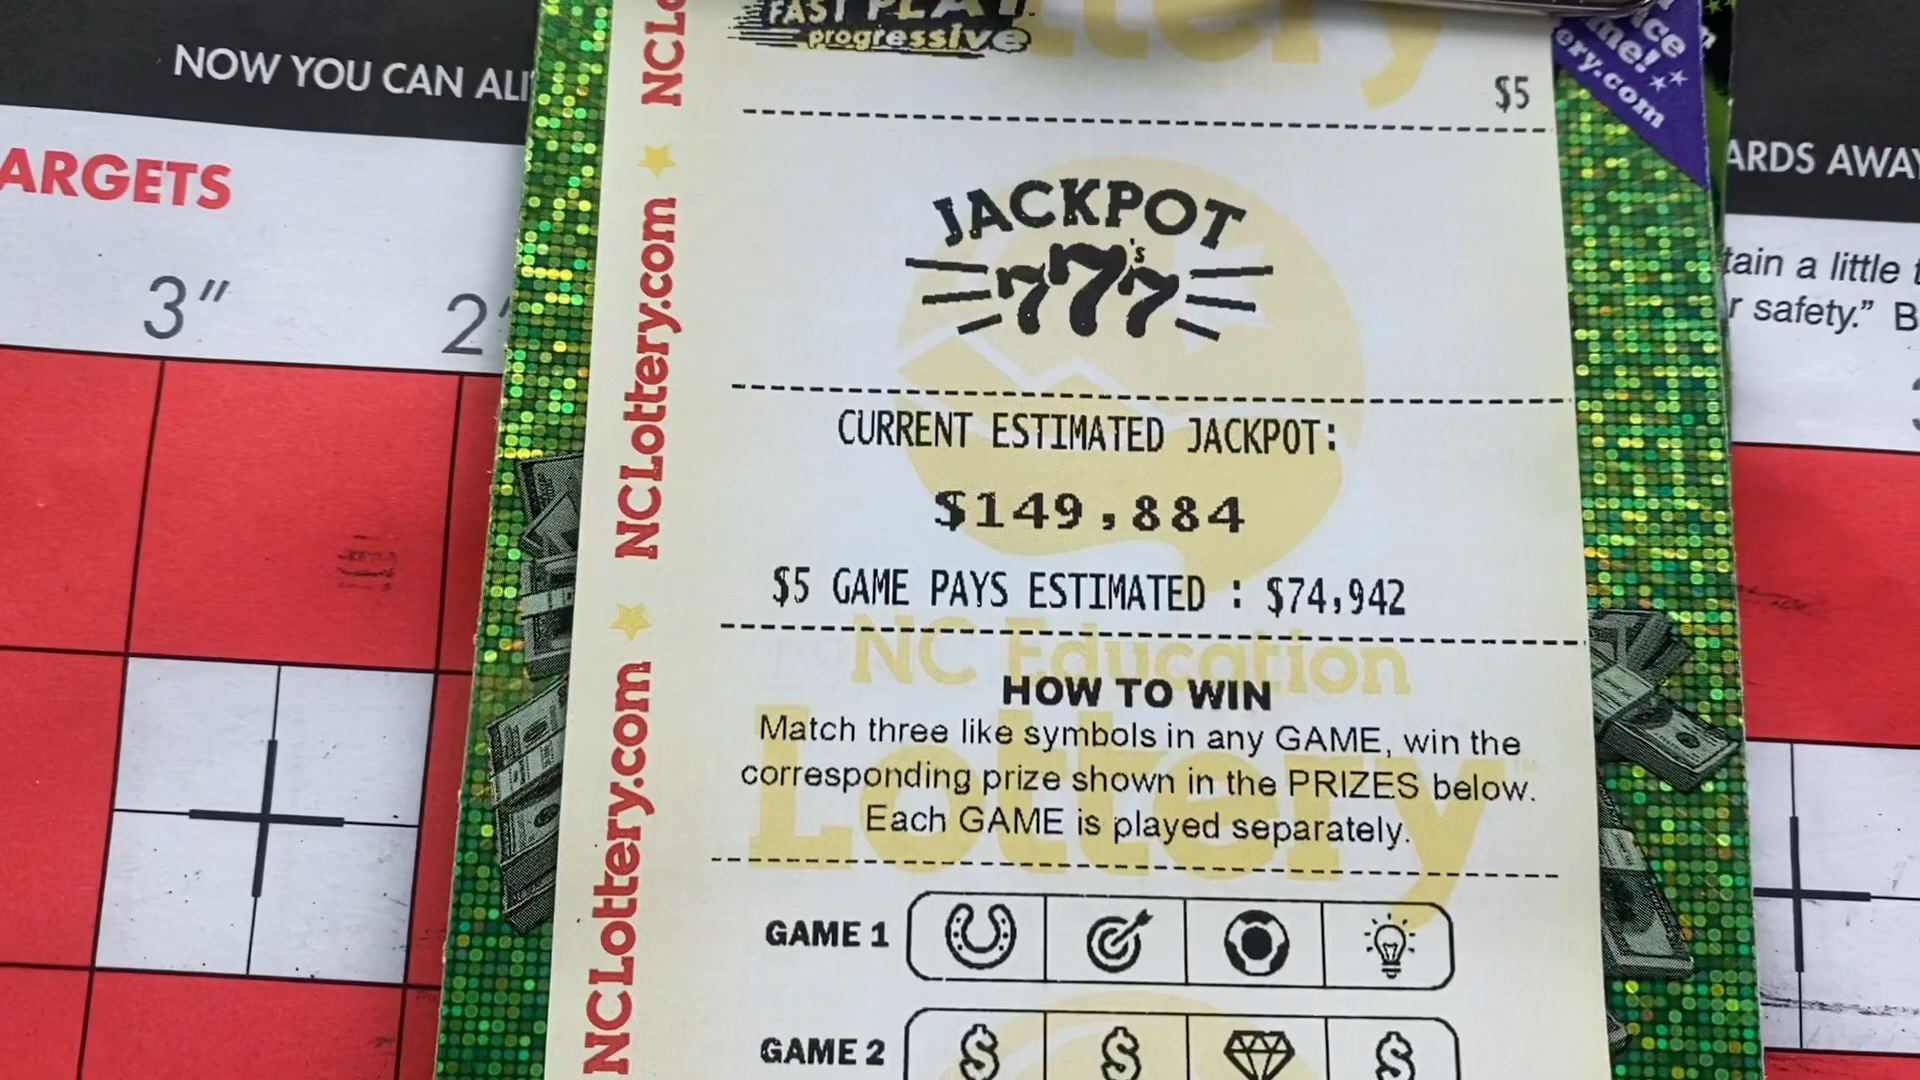 FAST PLAY
progressive
$5
JACKPOT
777's
CURRENT ESTIMATED JACKPOT:
$149,884
$5 GAME PAYS ESTIMATED : $74,942
NC Education
Lottery
HOW TO WIN
Match three like symbols in any GAME, win the
corresponding prize shown in the PRIZES below.
Each GAME is played separately.
GAME 1
GAME 2
NCLottery.com
NCLottery.com
NOW YOU CAN
ARGETS
3" 2"
ery.com
ARDS AWAY
tain a little
r safety." B